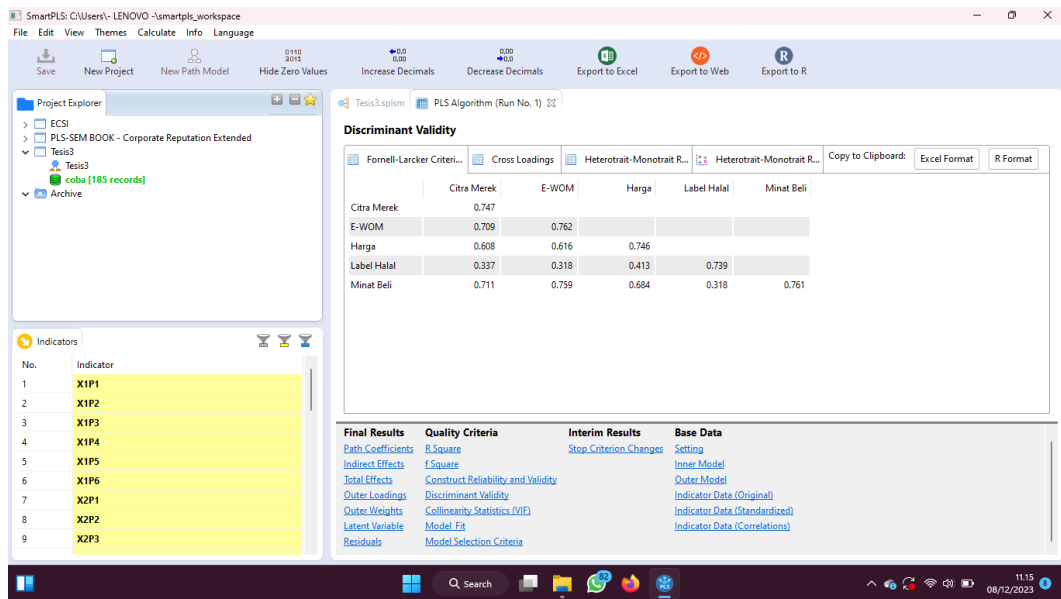 SmartPLS: C:\Users\- LENOVO -\smartpls_workspace
File Edit View Themes Calculate Info Language
Save New Project New Path Model Hide Zero Values Increase Decimals Decrease Decimals Export to Excel Export to Web Export to R
Project Explorer
ECSI
PLS-SEM BOOK - Corporate Reputation Extended
Tesis3
Tesis3
coba [185 records]
Archive
Indicators
No. Indicator
1 X1P1
2 X1P2
3 X1P3
4 X1P4
5 X1P5
6 X1P6
7 X2P1
8 X2P2
9 X2P3
Tesis3.splsm PLS Algorithm (Run No. 1)
Discriminant Validity
Fornell-Larcker Criteri... Cross Loadings Heterotrait-Monotrait R... Heterotrait-Monotrait R... Copy to Clipboard: Excel Format R Format
Citra Merek E-WOM Harga Label Halal Minat Beli
Citra Merek 0.747
E-WOM 0.709 0.762
Harga 0.608 0.616 0.746
Label Halal 0.337 0.318 0.413 0.739
Minat Beli 0.711 0.759 0.684 0.318 0.761
Final Results Quality Criteria Interim Results Base Data
Path Coefficients R Square Stop Criterion Changes Setting
Indirect Effects f Square Inner Model
Total Effects Construct Reliability and Validity Outer Model
Outer Loadings Discriminant Validity Indicator Data (Original)
Outer Weights Collinearity Statistics (VIF) Indicator Data (Standardized)
Latent Variable Model Fit Indicator Data (Correlations)
Residuals Model Selection Criteria
Search 82 11.15
08/12/2023 8